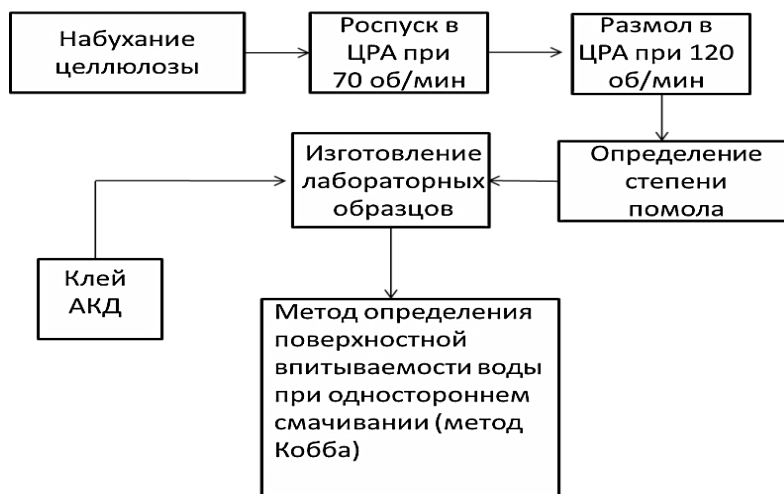 Набухание
целлюлозы
Роспуск в
ЦРА при
70 об/мин
Размол в
ЦРА при 120
об/мин
Изготовление
лабораторных
образцов
Определение
степени
помола
Клей
АКД
Метод определения
поверхностной
впитываемости воды
при одностороннем
смачивании (метод
Кобба)